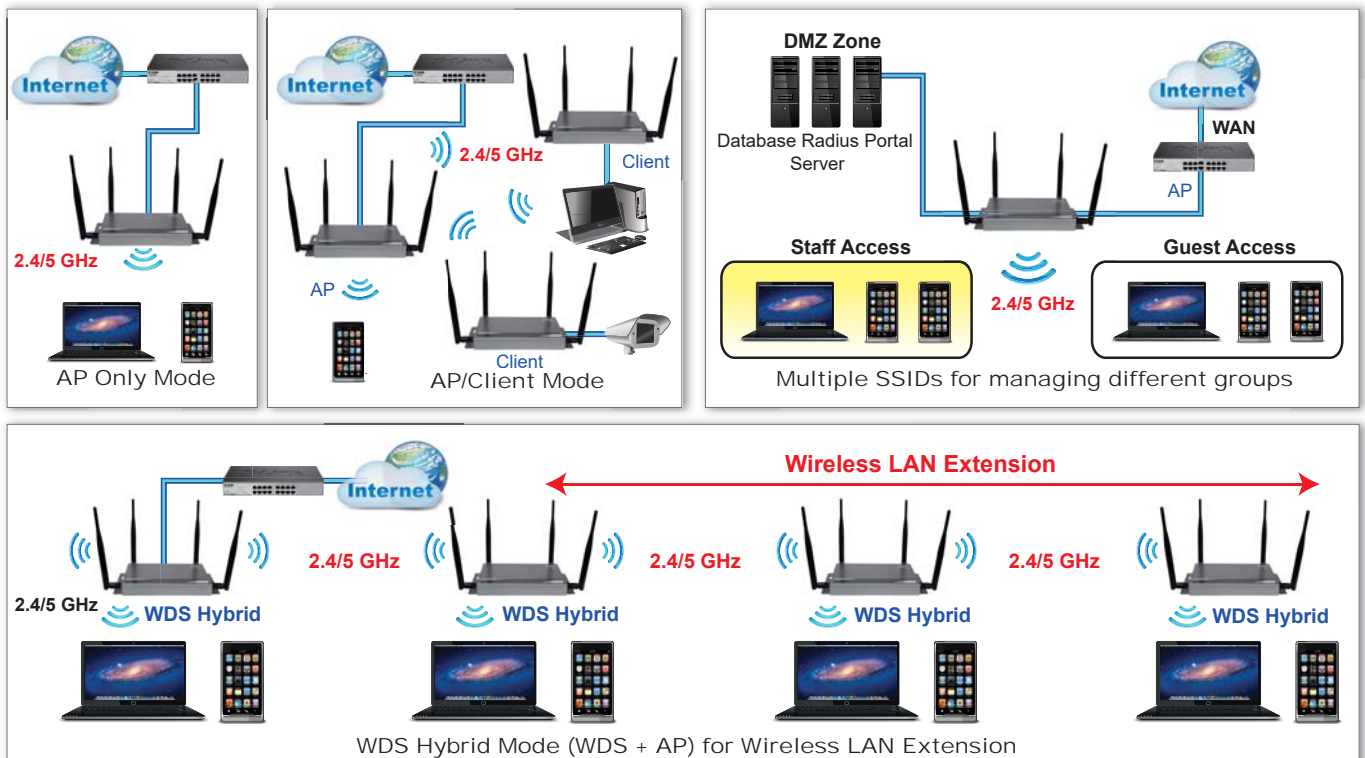 Internet
2.4/5 GHz
AP Only Mode
Internet
2.4/5 GHz
Client
AP
Client
AP/Client Mode
DMZ Zone
Database Radius Portal
Server
Internet
WAN
AP
Staff Access
Guest Access
2.4/5 GHz
Multiple SSIDs for managing different groups
Internet
Wireless LAN Extension
2.4/5 GHz
2.4/5 GHz
2.4/5 GHz
2.4/5 GHz
WDS Hybrid
WDS Hybrid
WDS Hybrid
WDS Hybrid
WDS Hybrid Mode (WDS + AP) for Wireless LAN Extension